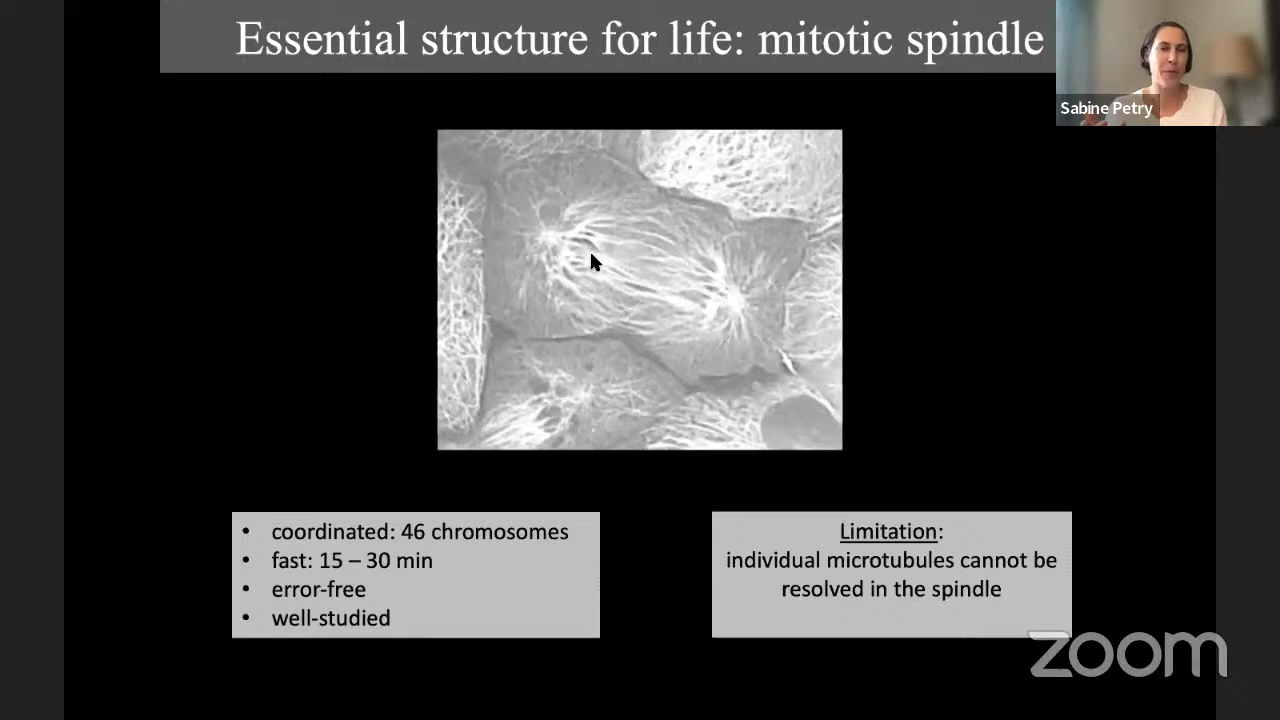 Essential structure for life: mitotic spindle
Sabine Petry
• coordinated: 46 chromosomes
• fast: 15 – 30 min
• error-free
• well-studied
Limitation:
individual microtubules cannot be
resolved in the spindle
zoom